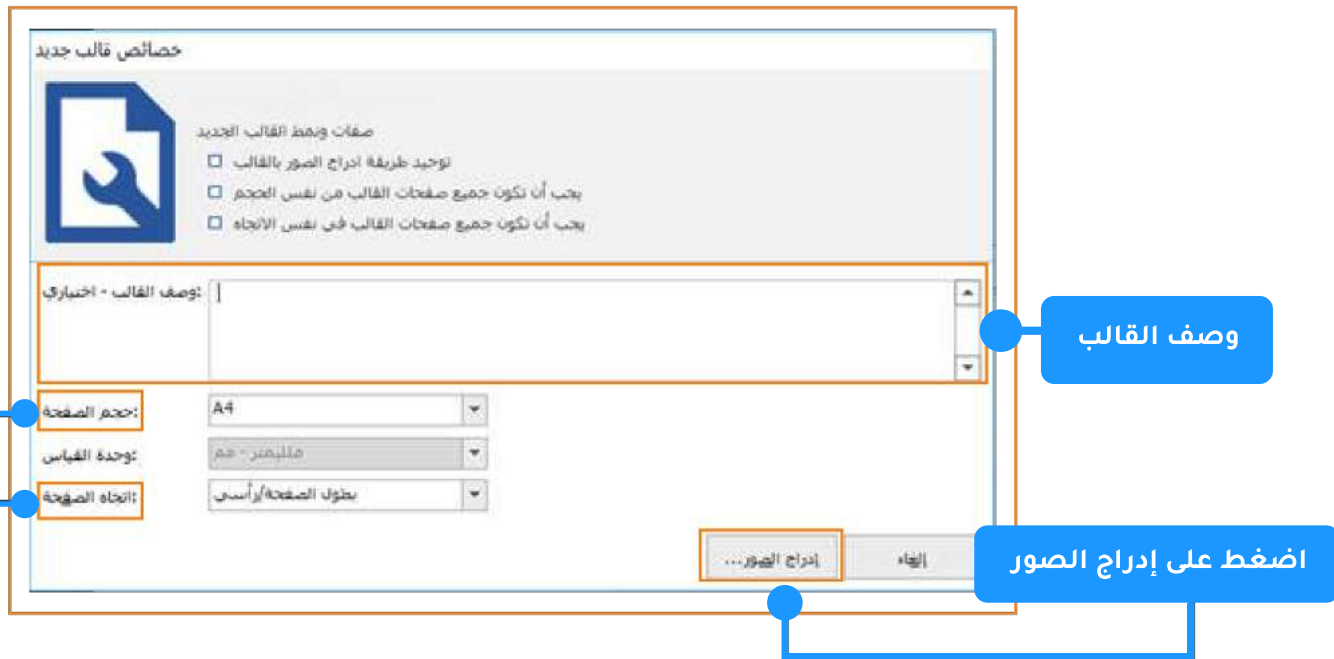 خصائص قالب جديد
صفات ونمط القالب الجديد
توحيد طريقة ادراج الصور بالقالب
يجب أن تكون جميع صفحات القالب من نفس الحجم
يجب أن تكون جميع صفحات القالب في نفس الاتجاه
وصف القالب - اختياري:
وصف القالب
حجم الصفحة: A4
وحدة القياس: ملليمتر - مم
اتجاه الصفحة: بطول الصفحة/رأسي
إدراج الصور... إلغاء
اضغط على إدراج الصور